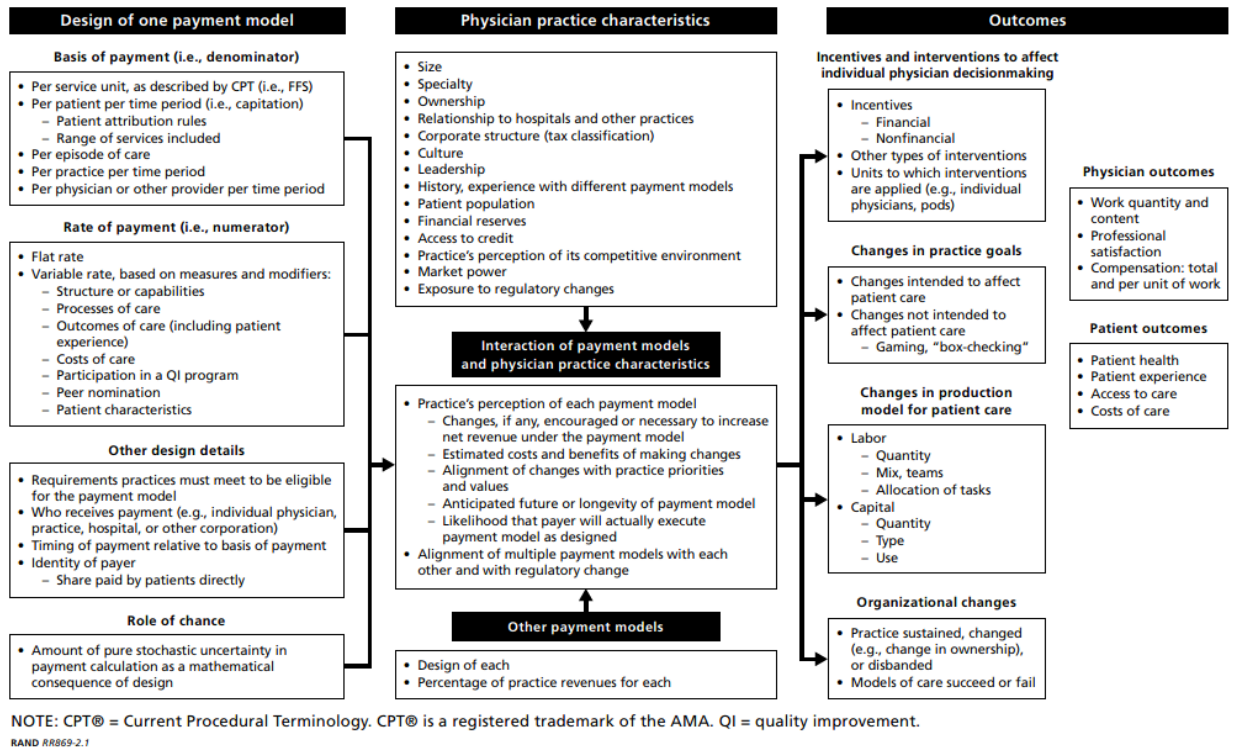 Design of one payment model
Basis of payment (i.e., denominator)
• Per service unit, as described by CPT (i.e., FFS)
• Per patient per time period (i.e., capitation)
– Patient attribution rules
– Range of services included
• Per episode of care
• Per practice per time period
• Per physician or other provider per time period
Rate of payment (i.e., numerator)
• Flat rate
• Variable rate, based on measures and modifiers:
– Structure or capabilities
– Processes of care
– Outcomes of care (including patient
experience)
– Costs of care
– Participation in a QI program
– Peer nomination
– Patient characteristics
Other design details
• Requirements practices must meet to be eligible
for the payment model
• Who receives payment (e.g., individual physician,
practice, hospital, or other corporation)
• Timing of payment relative to basis of payment
• Identity of payer
– Share paid by patients directly
Role of chance
• Amount of pure stochastic uncertainty in
payment calculation as a mathematical
consequence of design
Physician practice characteristics
• Size
• Specialty
• Ownership
• Relationship to hospitals and other practices
• Corporate structure (tax classification)
• Culture
• Leadership
• History, experience with different payment models
• Patient population
• Financial reserves
• Access to credit
• Practice's perception of its competitive environment
• Market power
• Exposure to regulatory changes
Interaction of payment models
and physician practice characteristics
• Practice's perception of each payment model
– Changes, if any, encouraged or necessary to increase
net revenue under the payment model
– Estimated costs and benefits of making changes
– Alignment of changes with practice priorities
and values
– Anticipated future or longevity of payment model
– Likelihood that payer will actually execute
payment model as designed
• Alignment of multiple payment models with each
other and with regulatory change
Other payment models
• Design of each
• Percentage of practice revenues for each
Outcomes
Incentives and interventions to affect
individual physician decisionmaking
• Incentives
– Financial
– Nonfinancial
• Other types of interventions
• Units to which interventions
are applied (e.g., individual
physicians, pods)
Changes in practice goals
• Changes intended to affect
patient care
• Changes not intended to
affect patient care
– Gaming, "box-checking"
Changes in production
model for patient care
• Labor
– Quantity
– Mix, teams
– Allocation of tasks
• Capital
– Quantity
– Type
– Use
Organizational changes
• Practice sustained, changed
(e.g., change in ownership),
or disbanded
• Models of care succeed or fail
Physician outcomes
• Work quantity and
content
• Professional
satisfaction
• Compensation: total
and per unit of work
Patient outcomes
• Patient health
• Patient experience
• Access to care
• Costs of care
NOTE: CPT® = Current Procedural Terminology. CPT® is a registered trademark of the AMA. QI = quality improvement.
RAND RR869-2.1